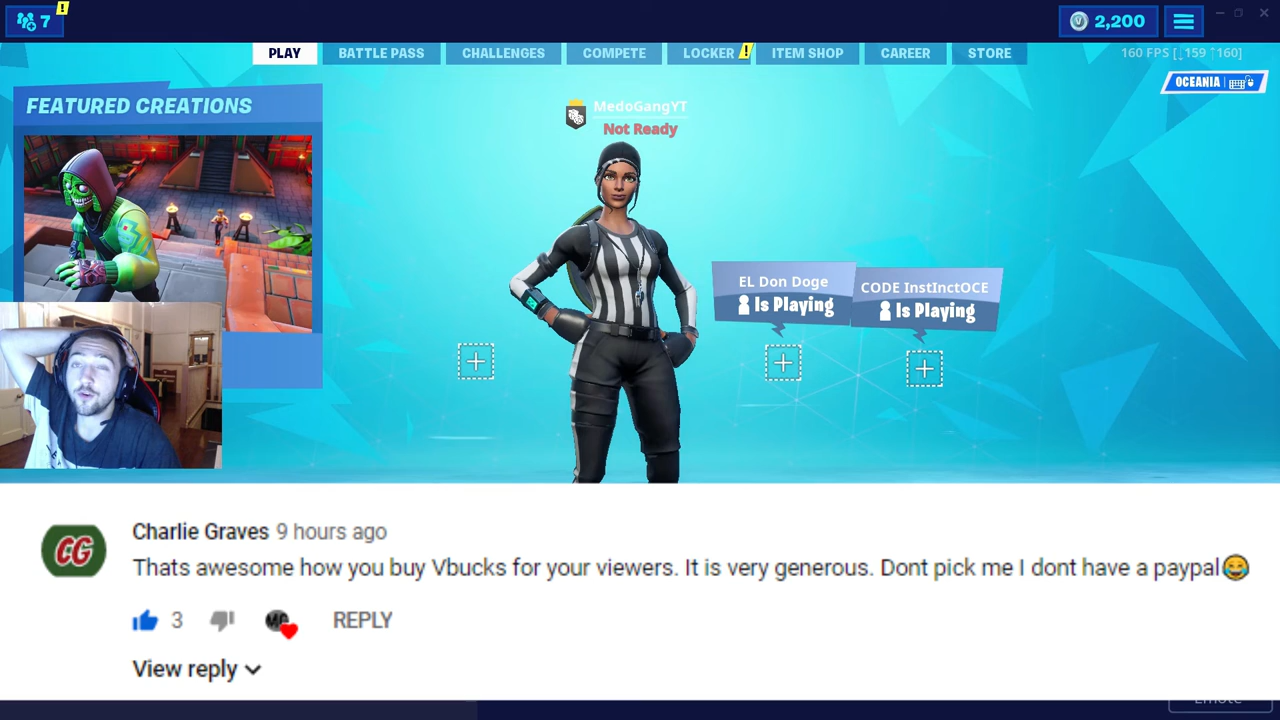 7
!
2,200
PLAY
BATTLE PASS
CHALLENGES
COMPETE
LOCKER
!
ITEM SHOP
CAREER
STORE
160 FPS [↓159 ↑160]
OCEANIA
FEATURED CREATIONS
MedoGangYT
Not Ready
EL Don Doge
Is Playing
CODE InstInctOCE
Is Playing
CG
Charlie Graves 9 hours ago
Thats awesome how you buy Vbucks for your viewers. It is very generous. Dont pick me I dont have a paypal😂
3
MG
REPLY
View reply
Emote